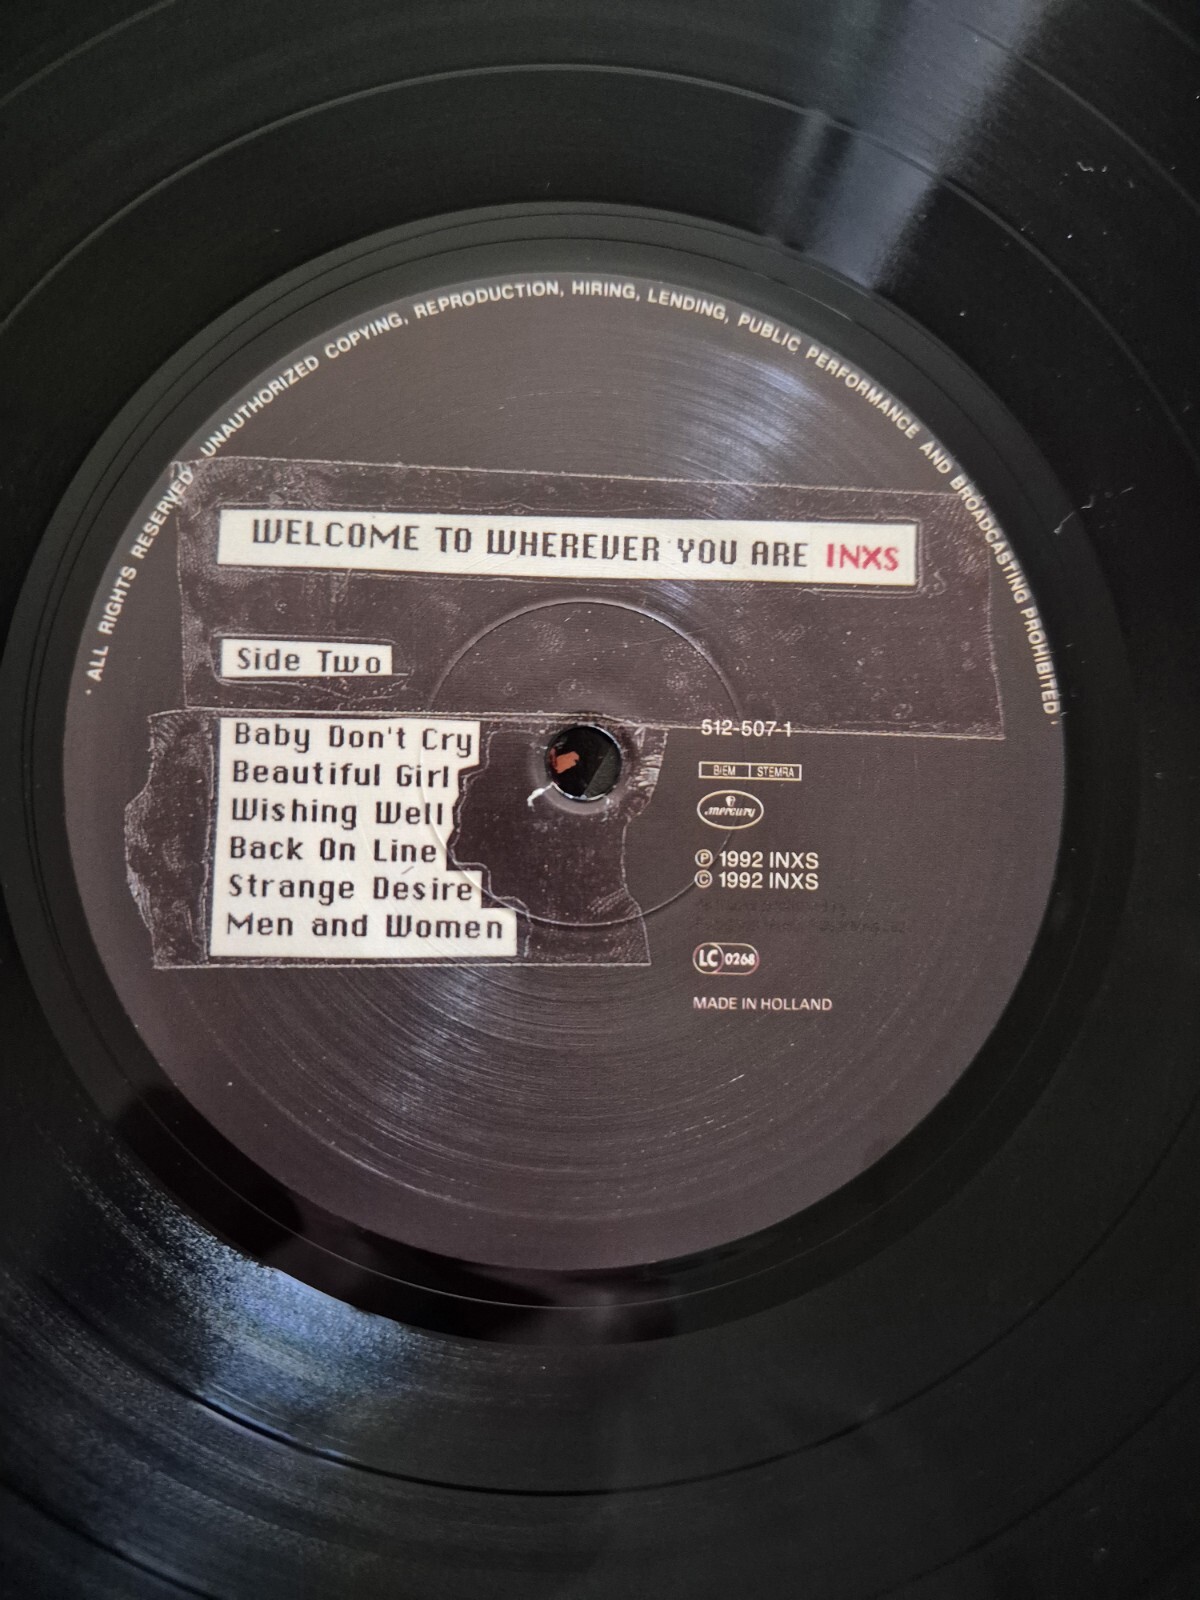 · ALL RIGHTS RESERVED · UNAUTHORIZED COPYING, REPRODUCTION, HIRING, LENDING, PUBLIC PERFORMANCE AND BROADCASTING PROHIBITED ·
WELCOME TO WHEREVER YOU ARE INXS
Side Two
Baby Don't Cry
Beautiful Girl
Wishing Well
Back On Line
Strange Desire
Men and Women
512-507-1
BIEM STEMRA
mercury
Ⓟ 1992 INXS
© 1992 INXS
LC 0268
MADE IN HOLLAND